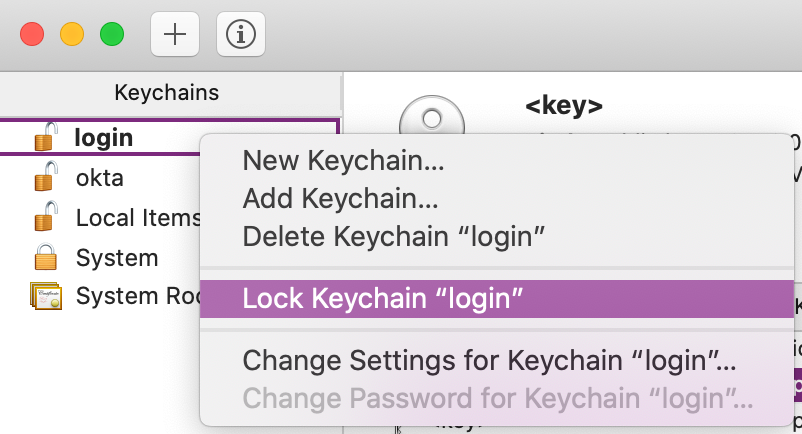 Keychains
<key>
login
New Keychain...
okta
Add Keychain...
Local Items
Delete Keychain “login”
System
System Roo
Lock Keychain “login”
Change Settings for Keychain “login”...
Change Password for Keychain “login”...